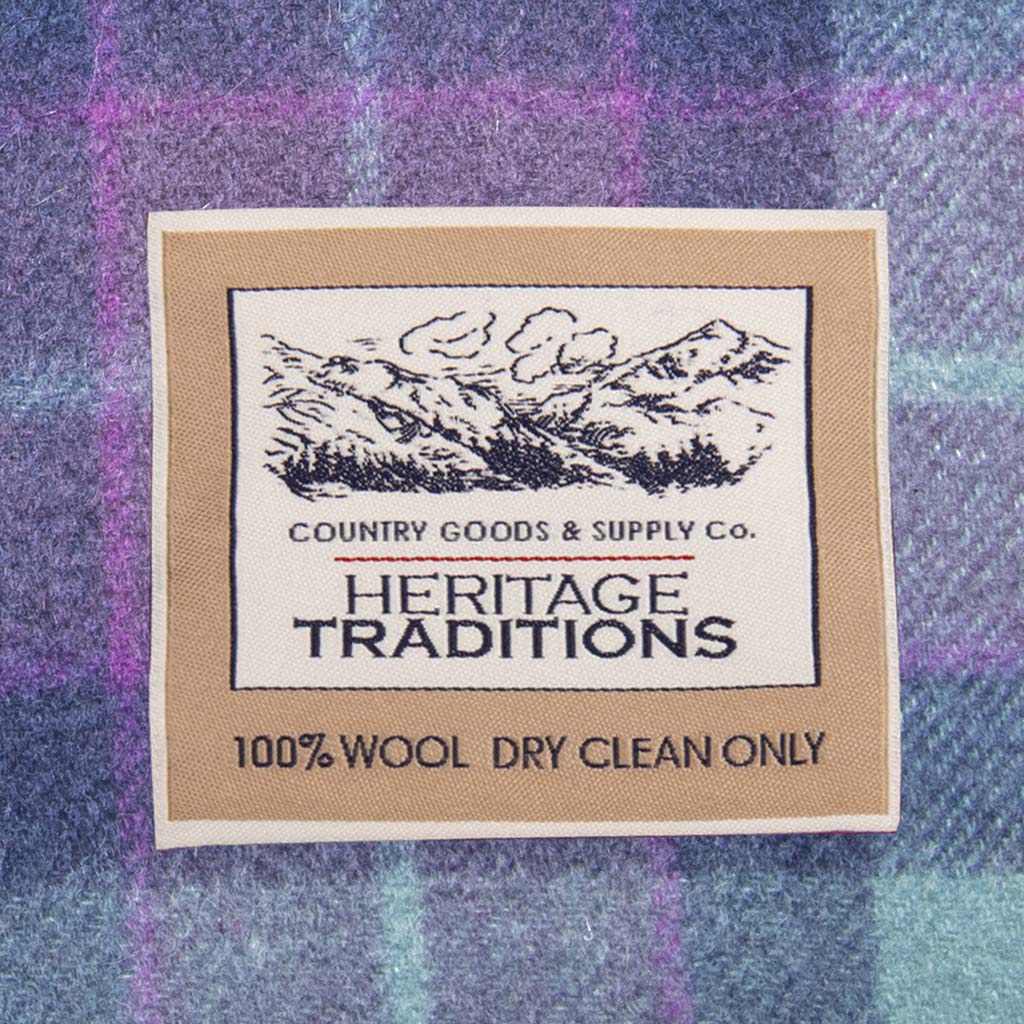 COUNTRY GOODS & SUPPLY Co.
HERITAGE
TRADITIONS
100% WOOL DRY CLEAN ONLY